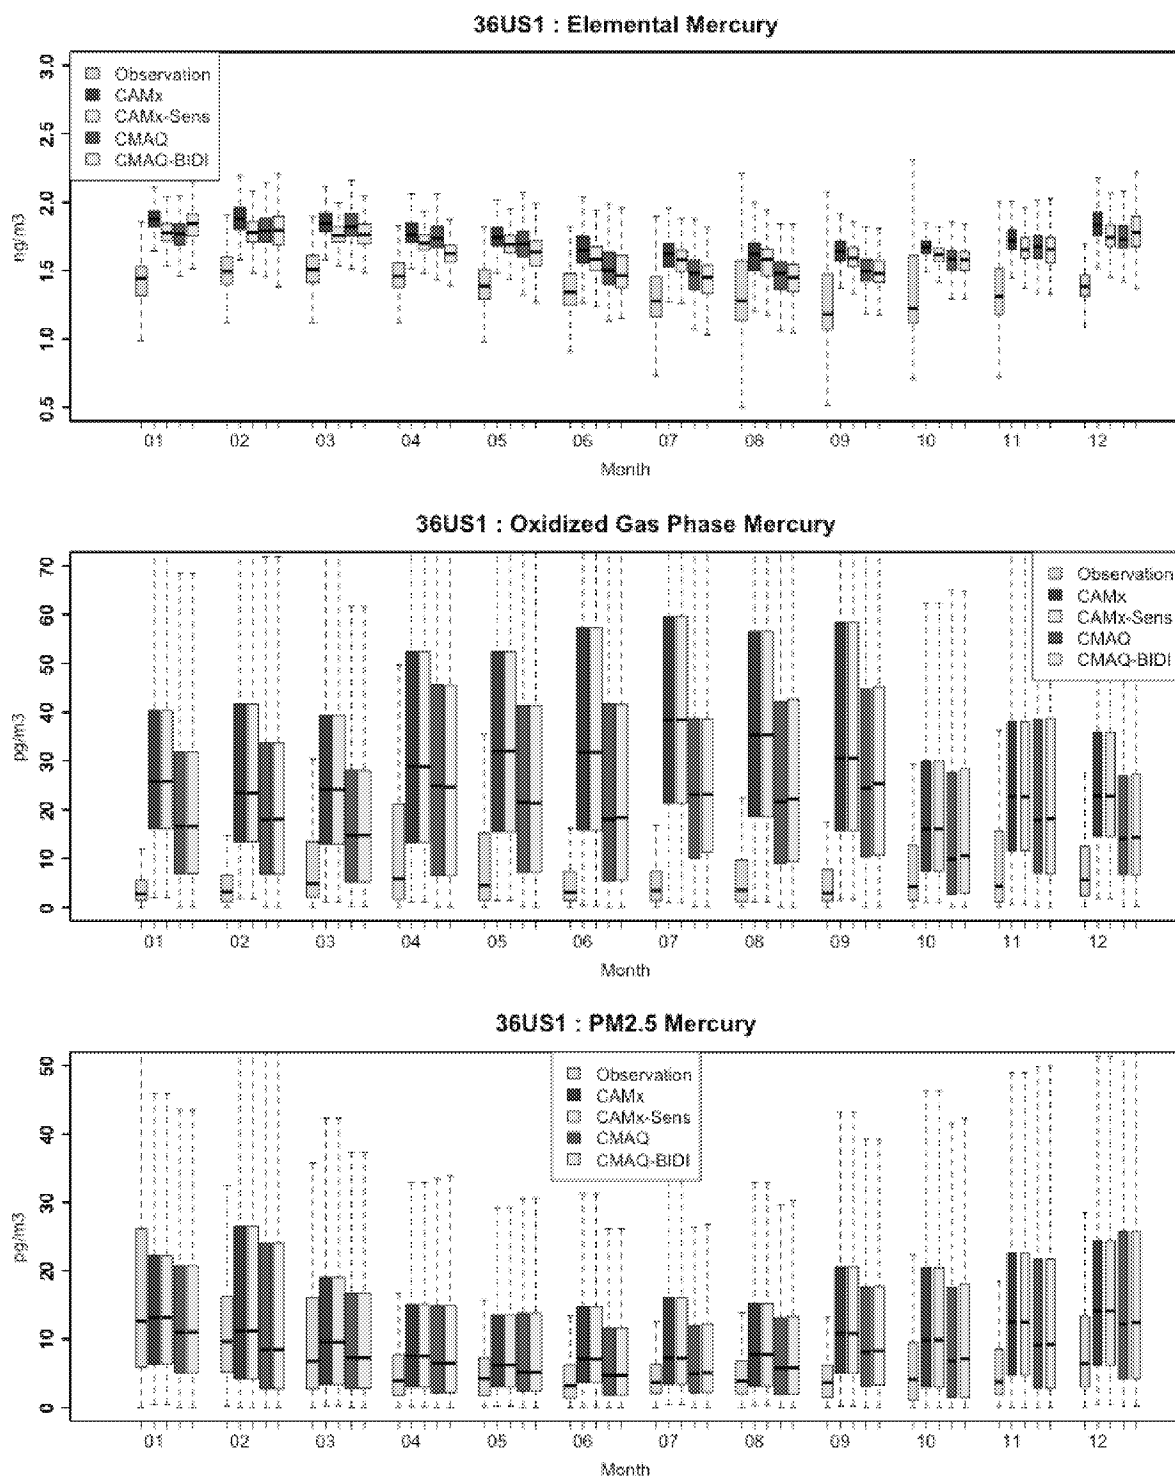 36US1 : Elemental Mercury
3.0
2.5
2.0
1.5
1.0
0.5
ng/m3
Observation
CAMx
CAMx-Sens
CMAQ
CMAQ-BIDI
01 02 03 04 05 06 07 08 09 10 11 12
Month
36US1 : Oxidized Gas Phase Mercury
70
60
50
40
30
20
10
0
pg/m3
Observation
CAMx
CAMx-Sens
CMAQ
CMAQ-BIDI
01 02 03 04 05 06 07 08 09 10 11 12
Month
36US1 : PM2.5 Mercury
50
40
30
20
10
0
pg/m3
Observation
CAMx
CAMx-Sens
CMAQ
CMAQ-BIDI
01 02 03 04 05 06 07 08 09 10 11 12
Month